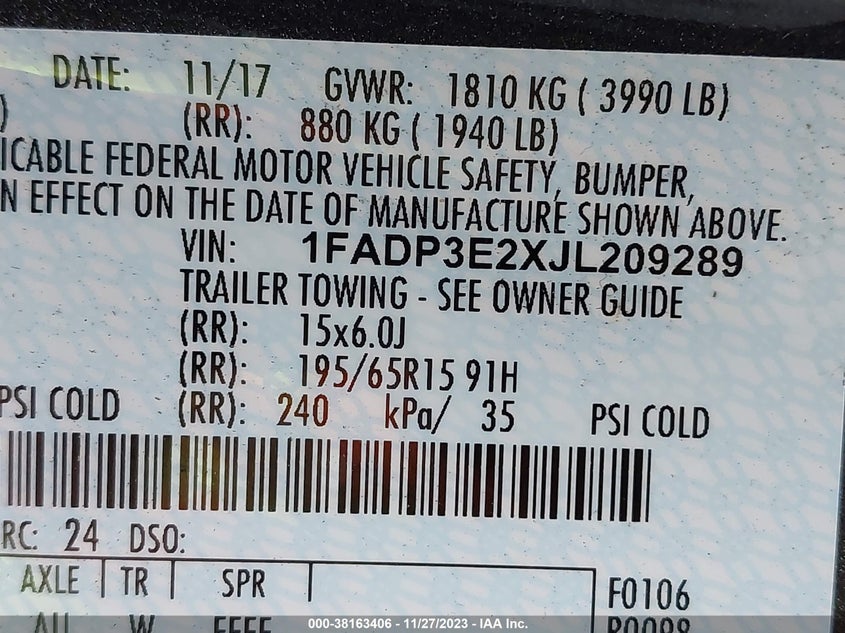 DATE: 11/17 GVWR: 1810 KG ( 3990 LB)
) (RR): 880 KG ( 1940 LB)
ICABLE FEDERAL MOTOR VEHICLE SAFETY, BUMPER,
N EFFECT ON THE DATE OF MANUFACTURE SHOWN ABOVE.
VIN: 1FADP3E2XJL209289
TRAILER TOWING - SEE OWNER GUIDE
(RR): 15x6.0J
(RR): 195/65R15 91H
PSI COLD (RR): 240 kPa/ 35 PSI COLD
RC: 24 DSO:
AXLE TR SPR F0106
000-38163406 - 11/27/2023 - IAA Inc.